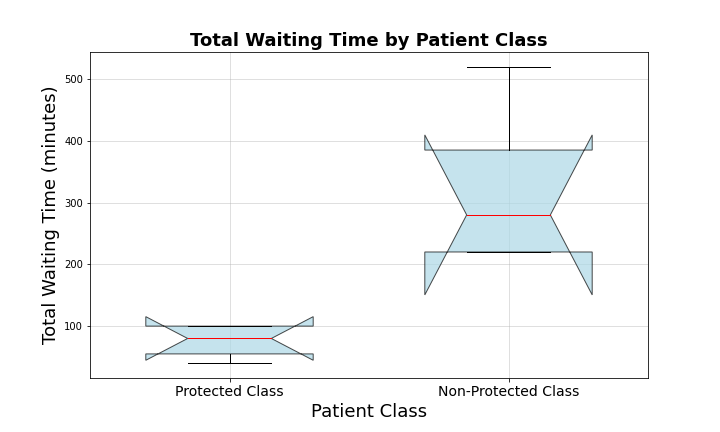 Total Waiting Time by Patient Class
Total Waiting Time (minutes)
500
400
300
200
100
Protected Class
Non-Protected Class
Patient Class